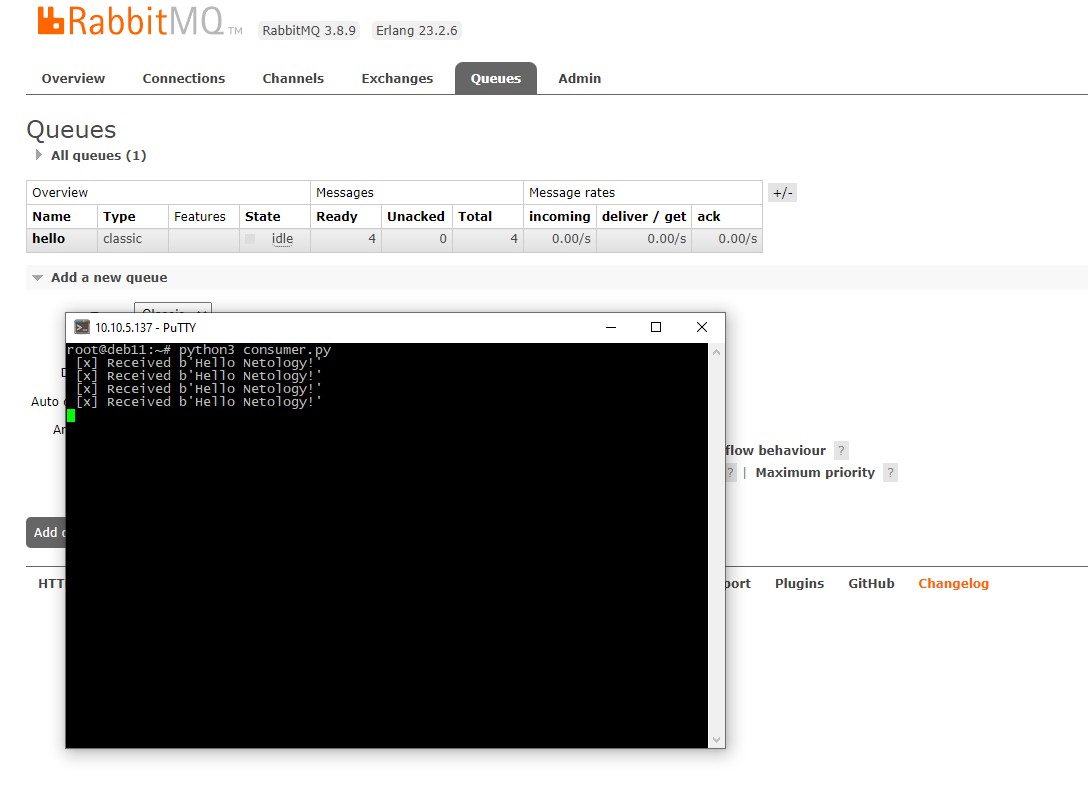 RabbitMQ TM RabbitMQ 3.8.9 Erlang 23.2.6
Overview Connections Channels Exchanges Queues Admin
Queues
All queues (1)
Overview Messages Message rates +/-
Name Type Features State Ready Unacked Total incoming deliver / get ack
hello classic idle 4 0 4 0.00/s 0.00/s 0.00/s
Add a new queue
10.10.5.137 - PuTTY
root@deb11:~# python3 consumer.py
[x] Received b'Hello Netology!'
[x] Received b'Hello Netology!'
[x] Received b'Hello Netology!'
[x] Received b'Hello Netology!'
Auto
flow behaviour ?
? | Maximum priority ?
Add
HTT port Plugins GitHub Changelog